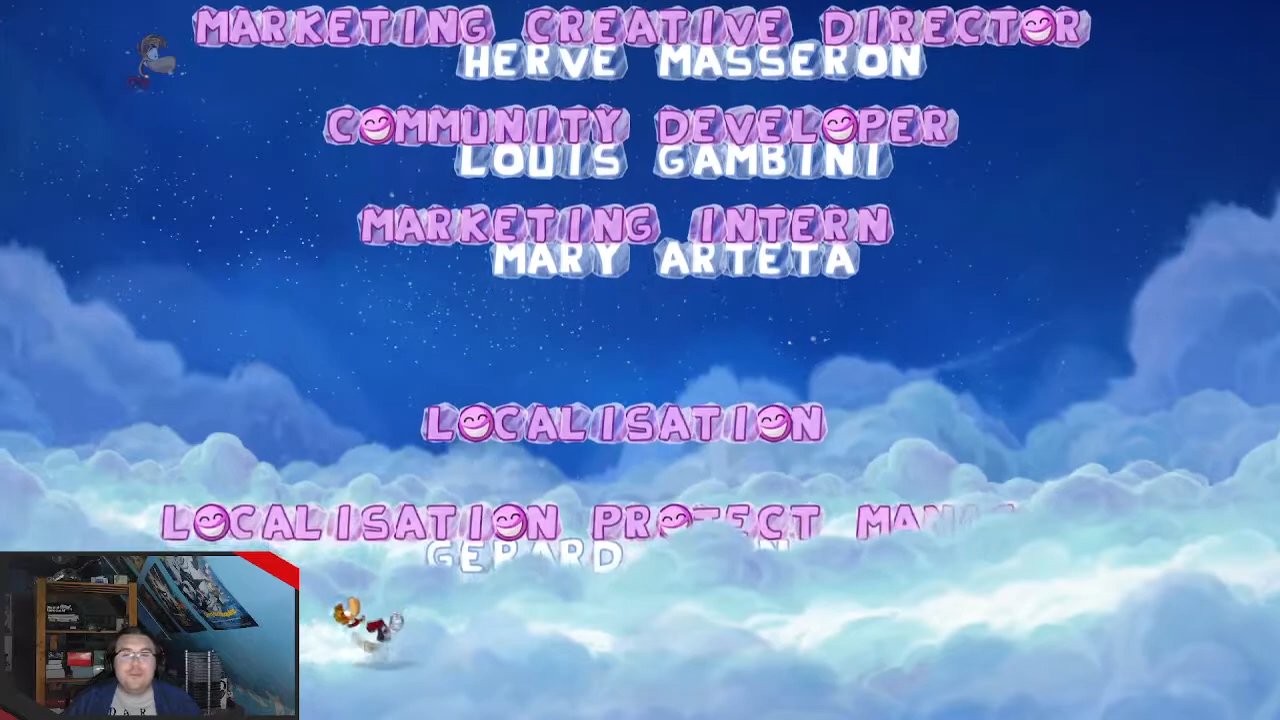 MARKETING CREATIVE DIRECTOR
HERVE MASSERON
COMMUNITY DEVELOPER
LOUIS GAMBINI
MARKETING INTERN
MARY ARTETA
LOCALISATION
LOCALISATION PROJECT
GERARD